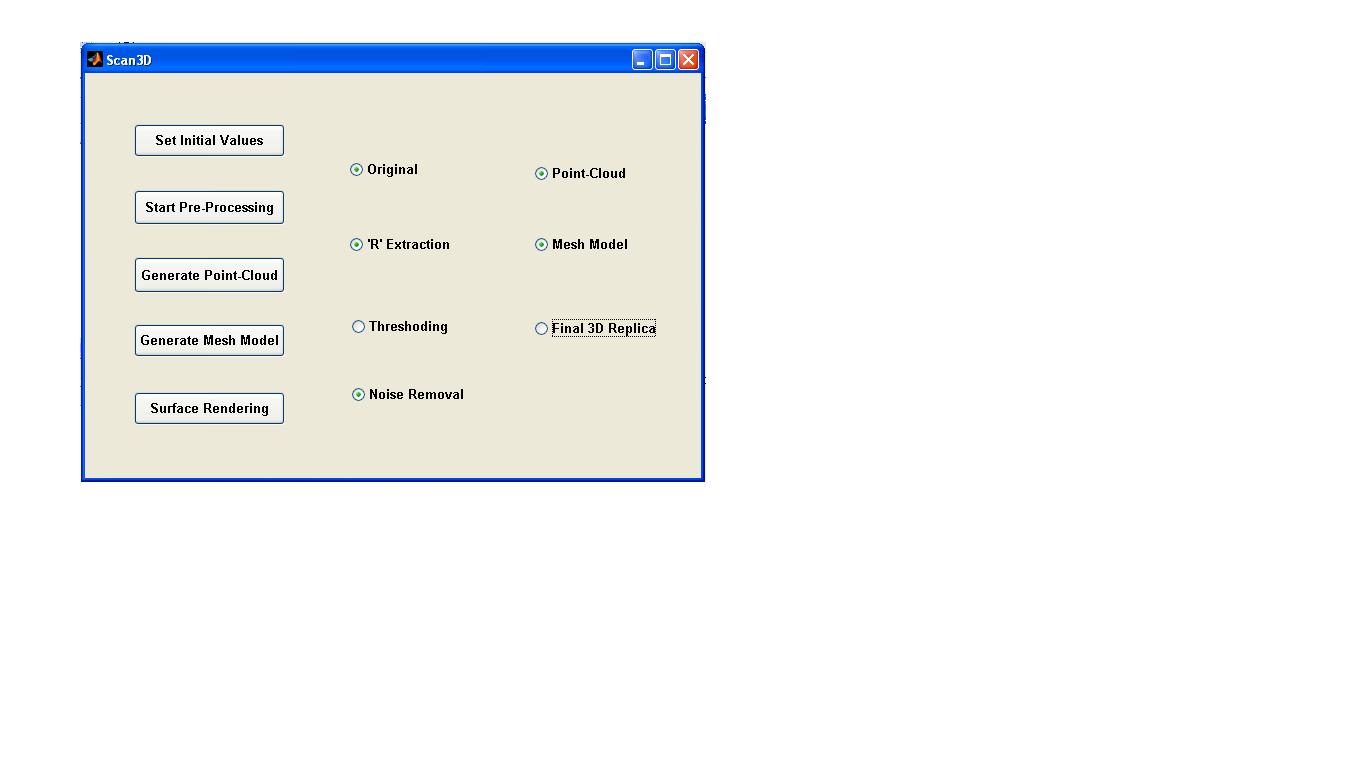 Scan3D
Set Initial Values
Start Pre-Processing
Generate Point-Cloud
Generate Mesh Model
Surface Rendering
Original
'R' Extraction
Threshoding
Noise Removal
Point-Cloud
Mesh Model
Final 3D Replica